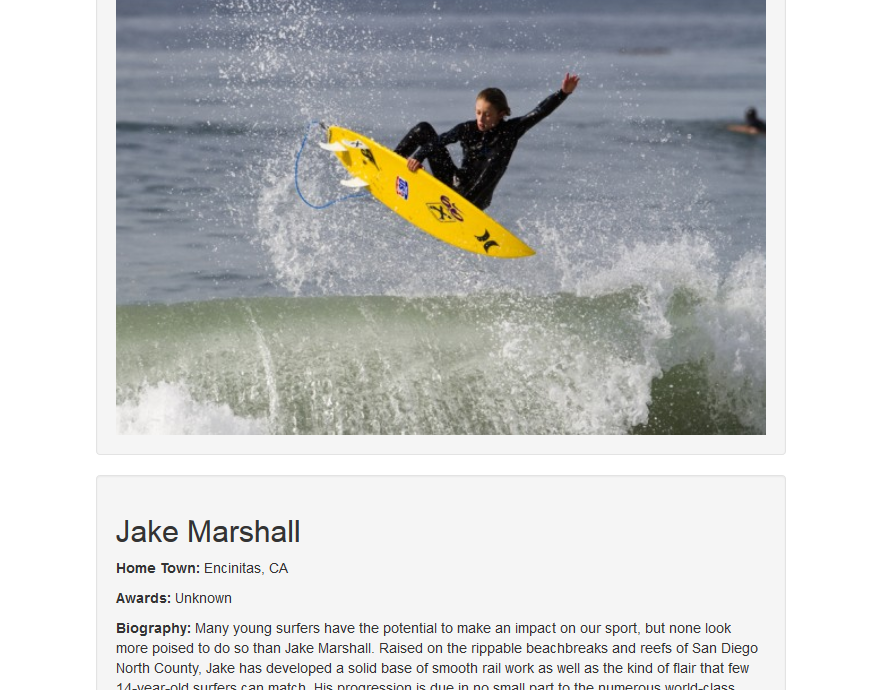 Jake Marshall
Home Town: Encinitas, CA
Awards: Unknown
Biography: Many young surfers have the potential to make an impact on our sport, but none look
more poised to do so than Jake Marshall. Raised on the rippable beachbreaks and reefs of San Diego
North County, Jake has developed a solid base of smooth rail work as well as the kind of flair that few
14-year-old surfers can match. His progression is due in no small part to the numerous world-class